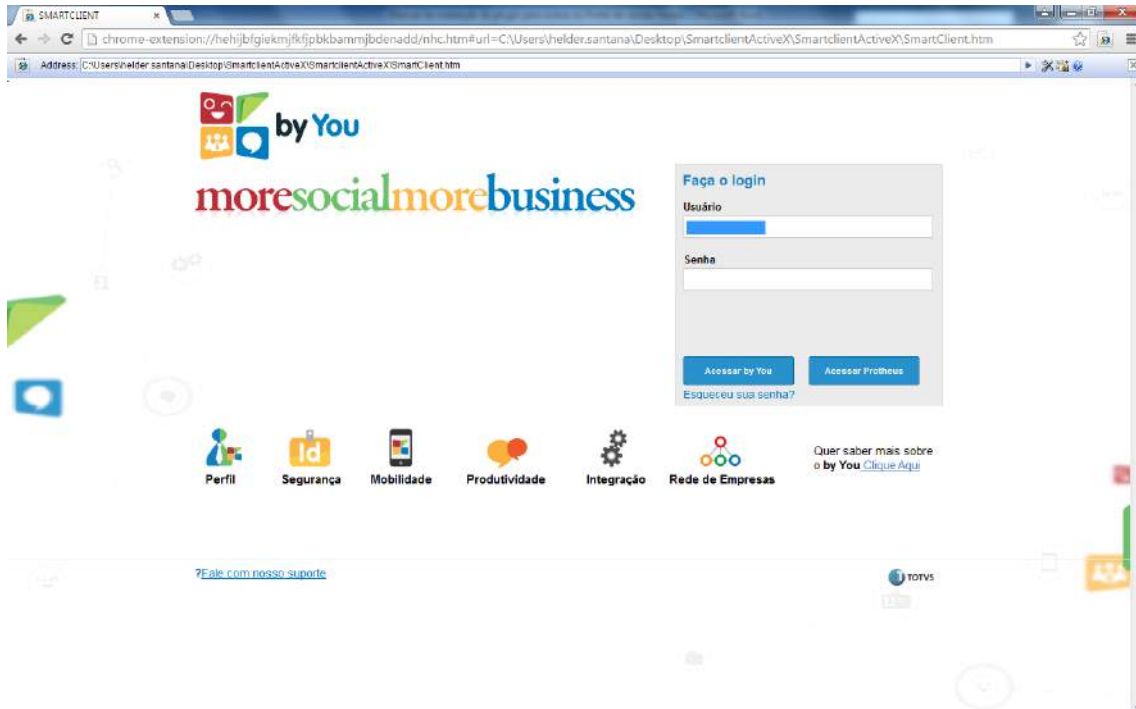 SMARTCLIENT
chrome-extension://hehijbfgiekmjfkfjpbkbammjbdenadd/nhc.htm#url=C:\Users\helder.santana\Desktop\SmartclientActiveX\SmartclientActiveX\SmartClient.htm
Address: C:\Users\helder.santana\Desktop\SmartclientActiveX\SmartclientActiveX\SmartClient.htm
by You
moresocialmorebusiness
Faça o login
Usuário
Senha
Acessar by You Acessar Protheus
Esqueceu sua senha?
Perfil Segurança Mobilidade Produtividade Integração Rede de Empresas
Id
Quer saber mais sobre
o by You Clique Aqui
?Fale com nosso suporte
TOTVS